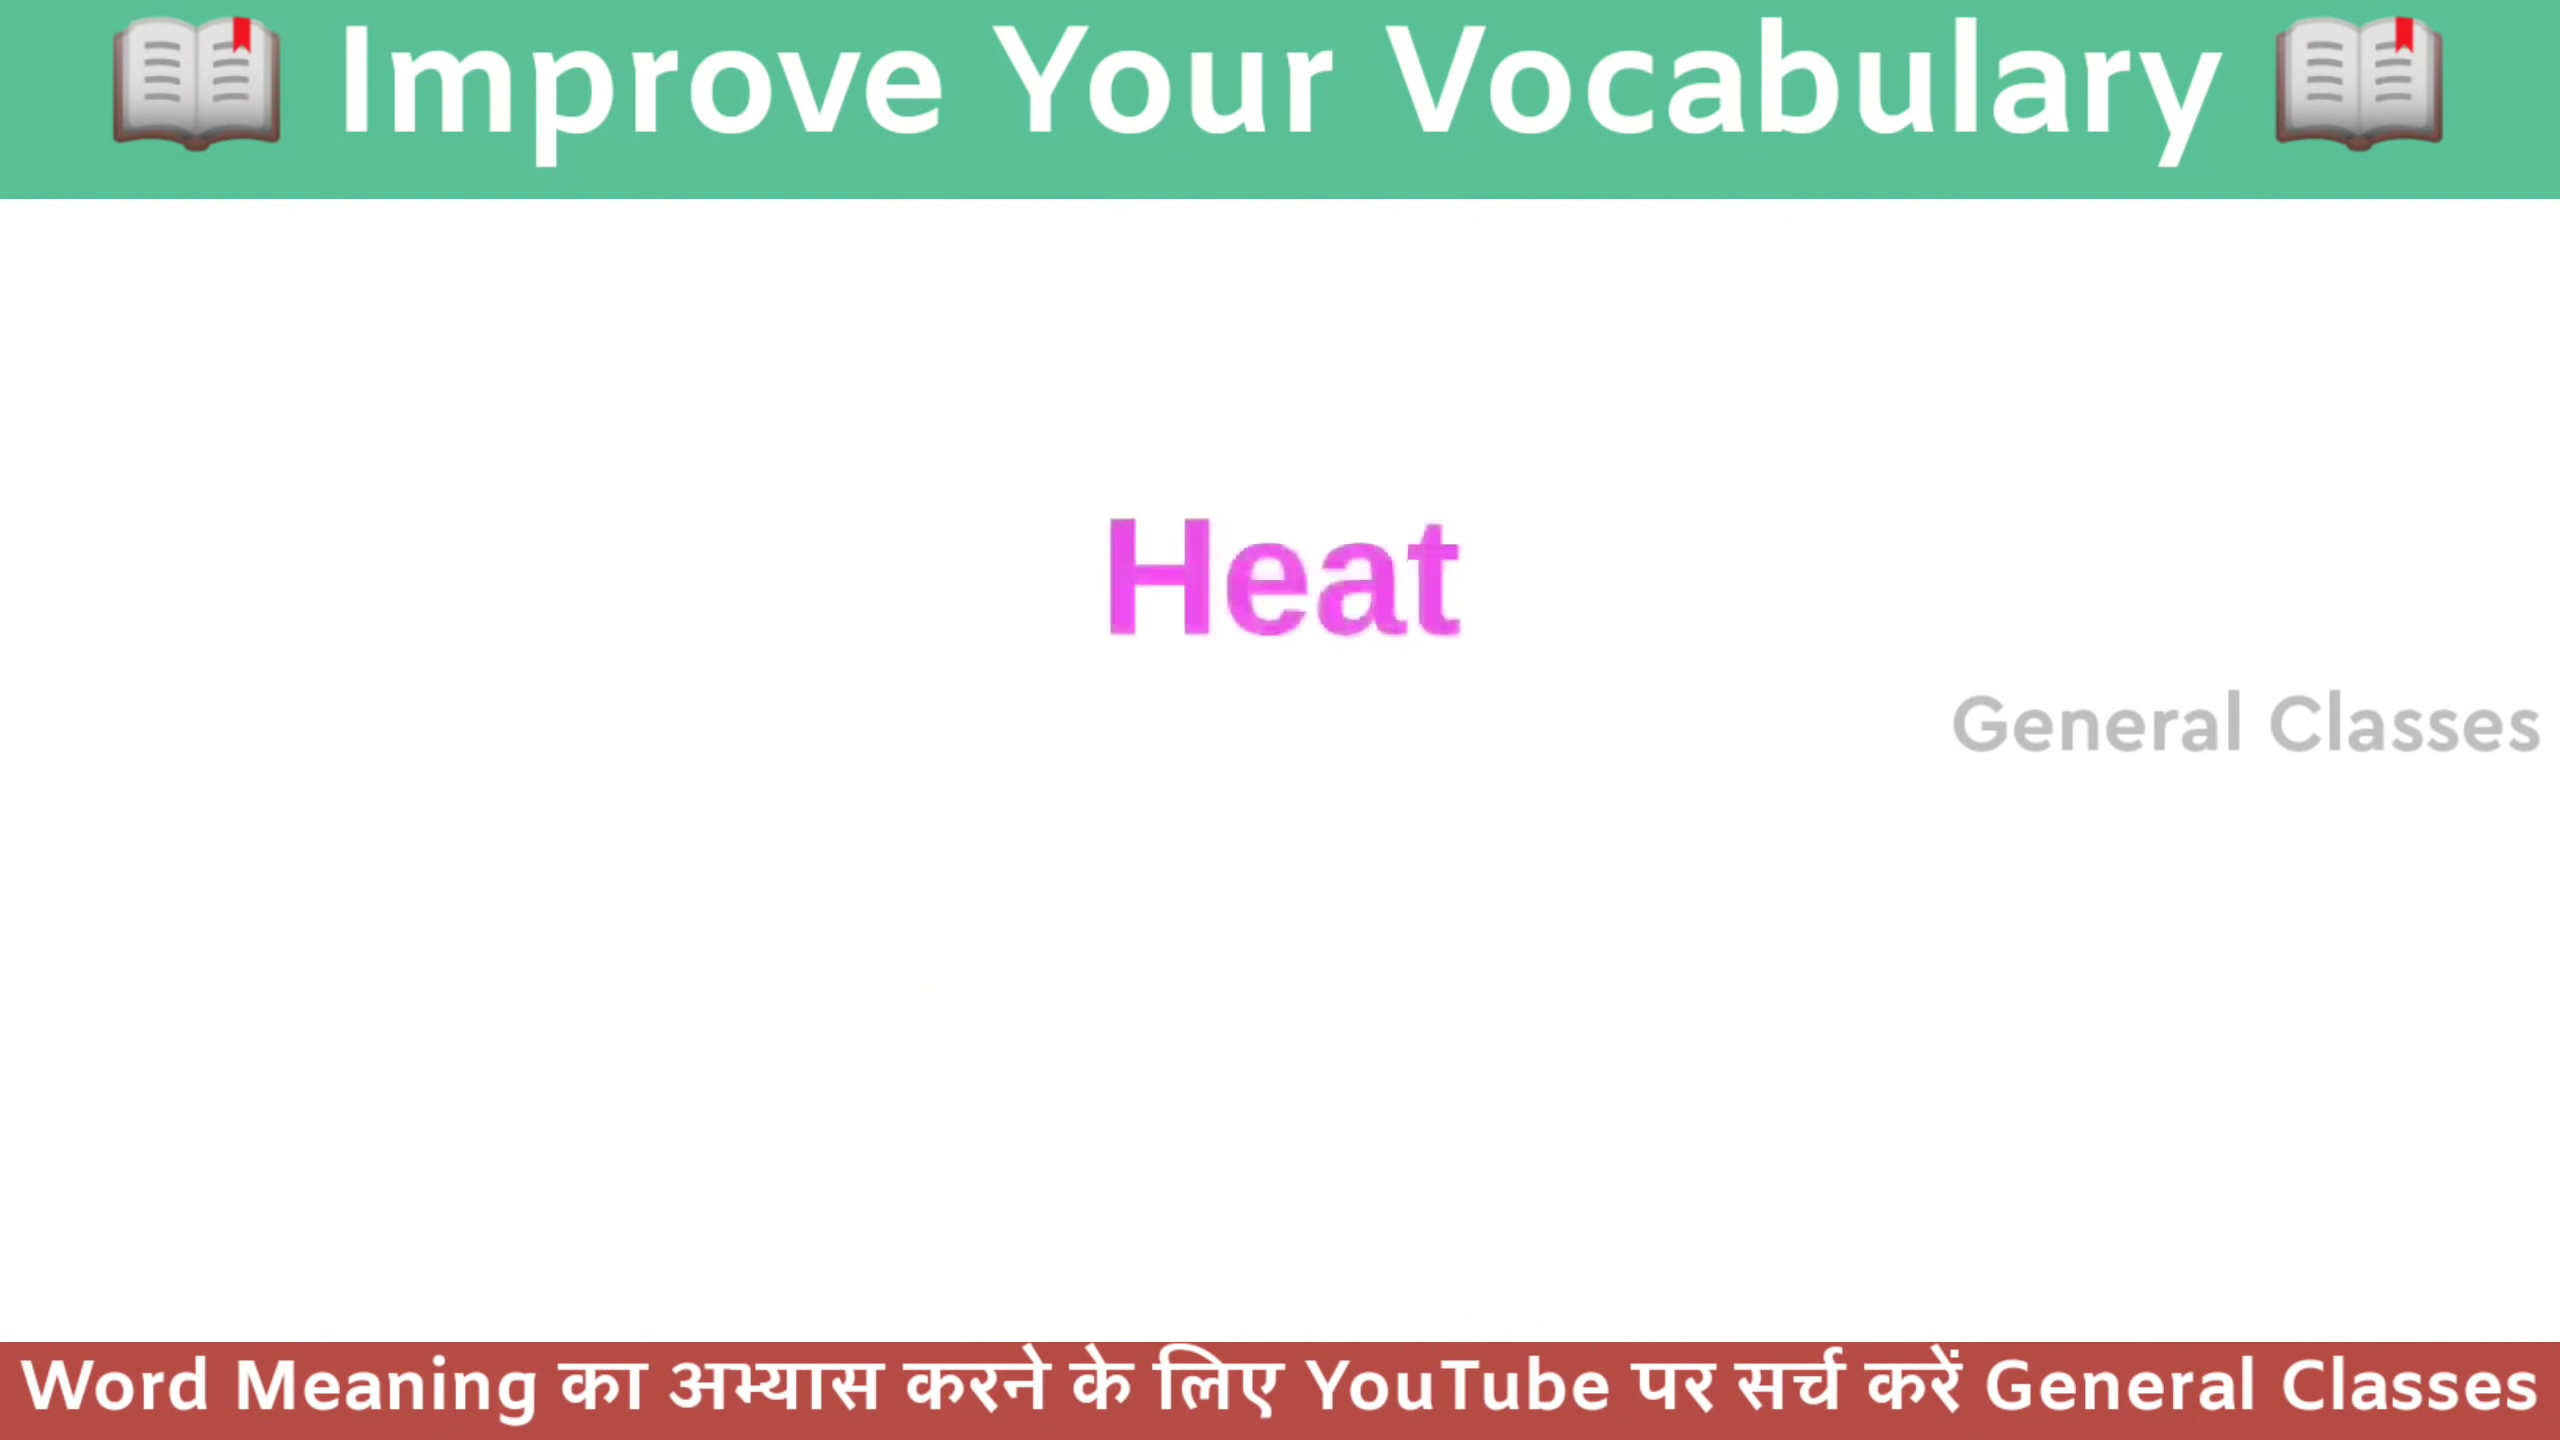 Improve Your Vocabulary
Heat
General Classes
Word Meaning का अभ्यास करने के लिए YouTube पर सर्च करें General Classes